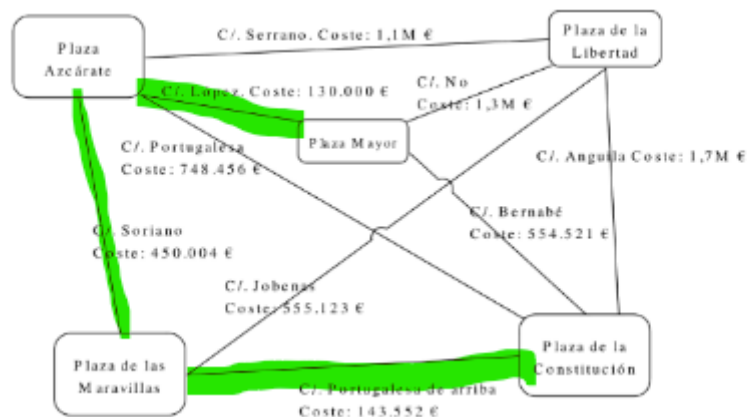 C/. Serrano. Coste: 1,1M €
Plaza de la
Libertad
Plaza
Azcárate
C/. No
Coste: 1,3M €
C/. Lopez. Coste: 130.000 €
Plaza Mayor
C/. Portugalesa
Coste: 748.456 €
C/. Anguila Coste: 1,7M €
C/. Bernabé
Coste: 554.521 €
C/. Soriano
Coste: 450.004 €
C/. Jobenas
Coste: 555.123 €
Plaza de las
Maravillas
Plaza de la
Constitución
C/. Portugalesa de arriba
Coste: 143.552 €